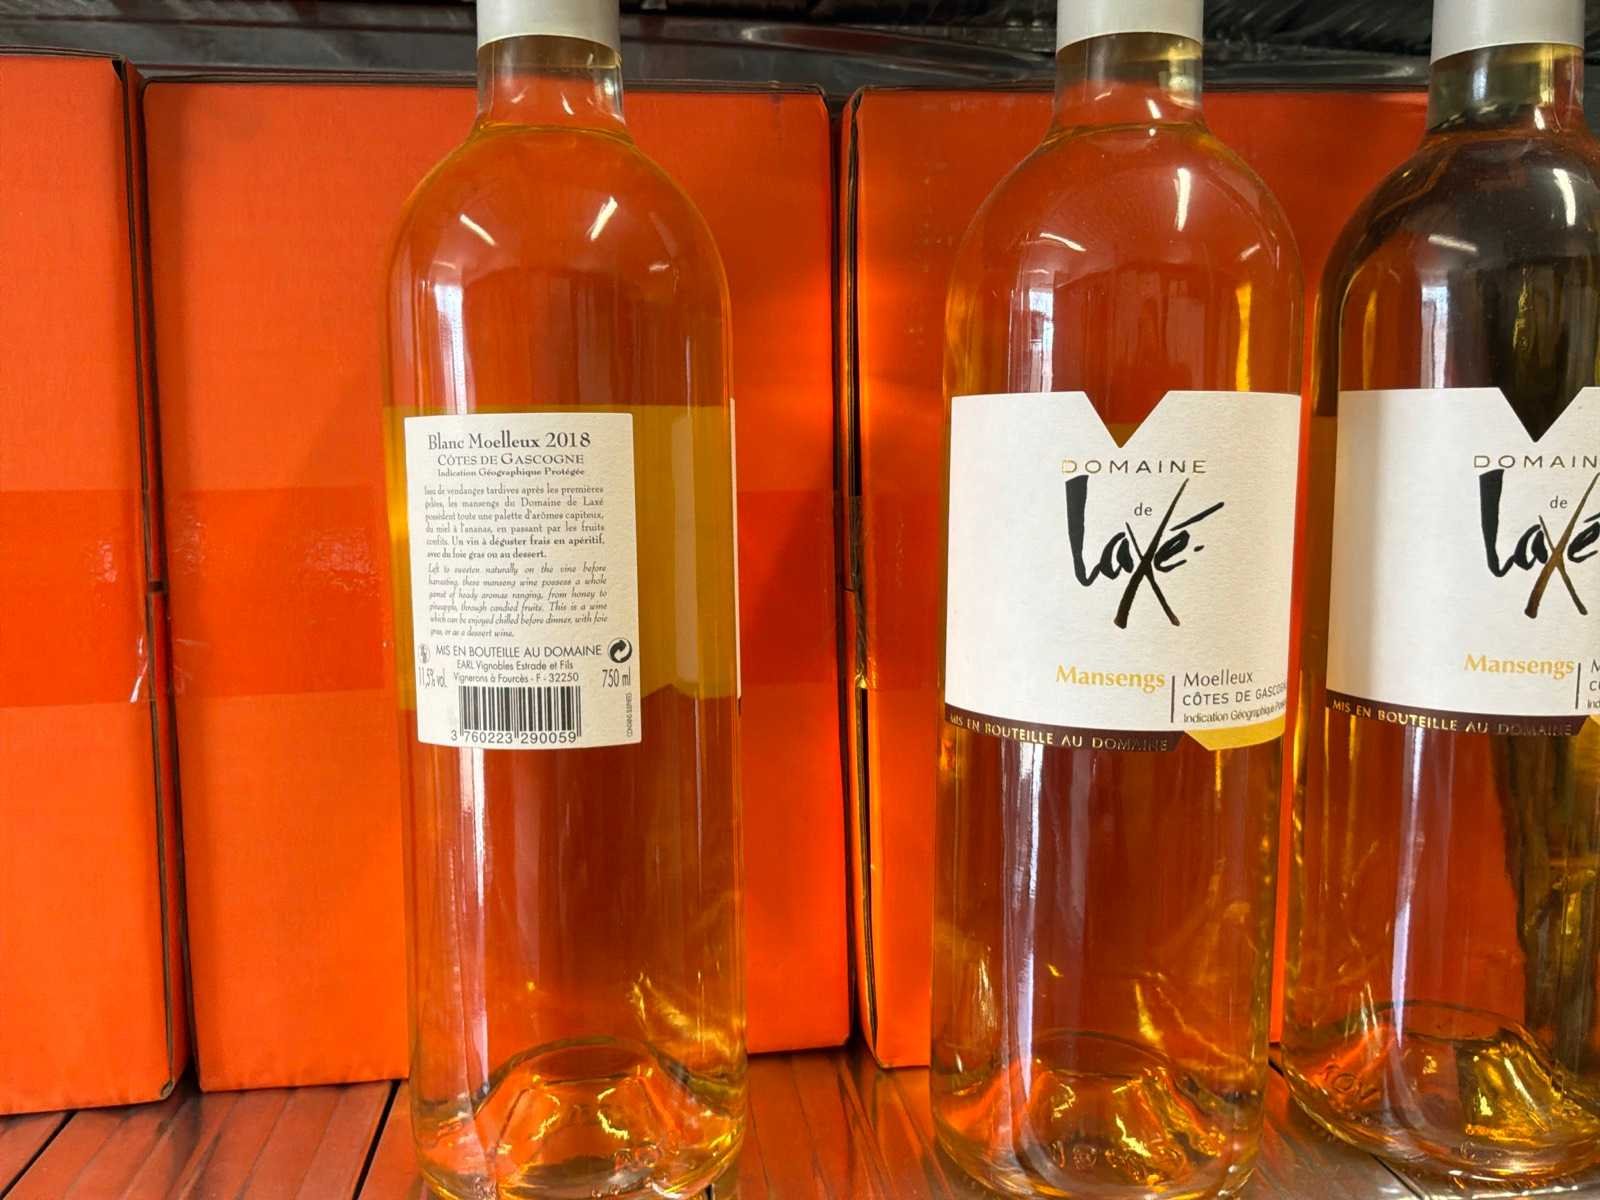 Blanc Moelleux 2018
CÔTES DE GASCOGNE
Indication Géographique Protégée
Issu de vendanges tardives après les premières
gelées, les mansengs du Domaine de Laxé
possèdent toute une palette d'arômes capiteux,
du miel à l'ananas, en passant par les fruits
confits. Un vin à déguster frais en apéritif,
avec du foie gras ou au dessert.
Left to sweeten naturally on the vine before
harvesting, these manseng wine possess a whole
gamut of heady aromas ranging, from honey to
pineapple, through candied fruits. This is a wine
which can be enjoyed chilled before dinner, with foie
gras, or as a dessert wine.
MIS EN BOUTEILLE AU DOMAINE
EARL Vignobles Estrade et Fils
11,5% vol. Vignerons à Fourcès - F - 32250 750 ml
3 760223 290059
DOMAINE
de
Laxé
Mansengs
Moelleux
CÔTES DE GASCOGNE
Indication Géographique
MIS EN BOUTEILLE AU DOMAINE
DOMAIN
de
Laxé
Mansengs
MIS EN BOUTEILLE AU DOMAINE